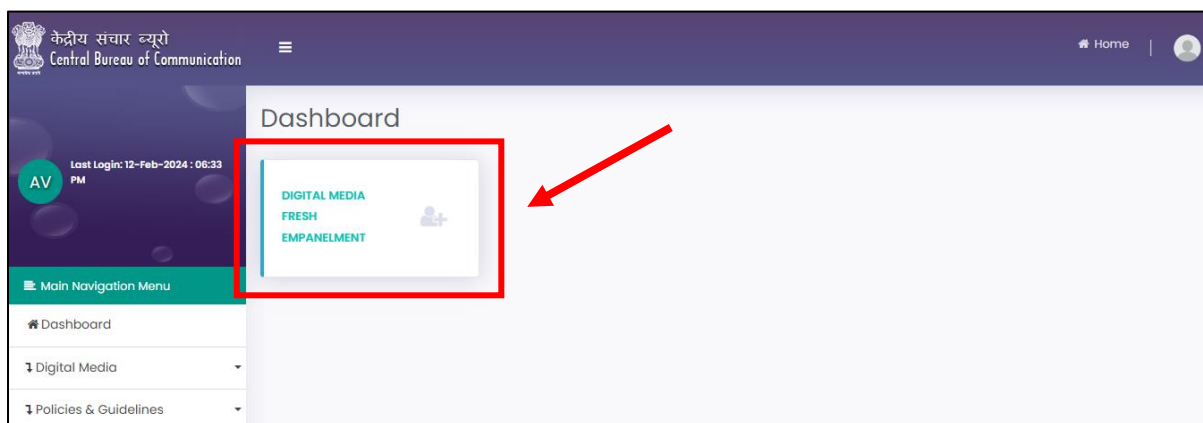 केंद्रीय संचार ब्यूरो
Central Bureau of Communication
Home
|
Last Login: 12-Feb-2024 : 06:33
PM
AV
Dashboard
DIGITAL MEDIA
FRESH
EMPANELMENT
Main Navigation Menu
Dashboard
Digital Media
Policies & Guidelines